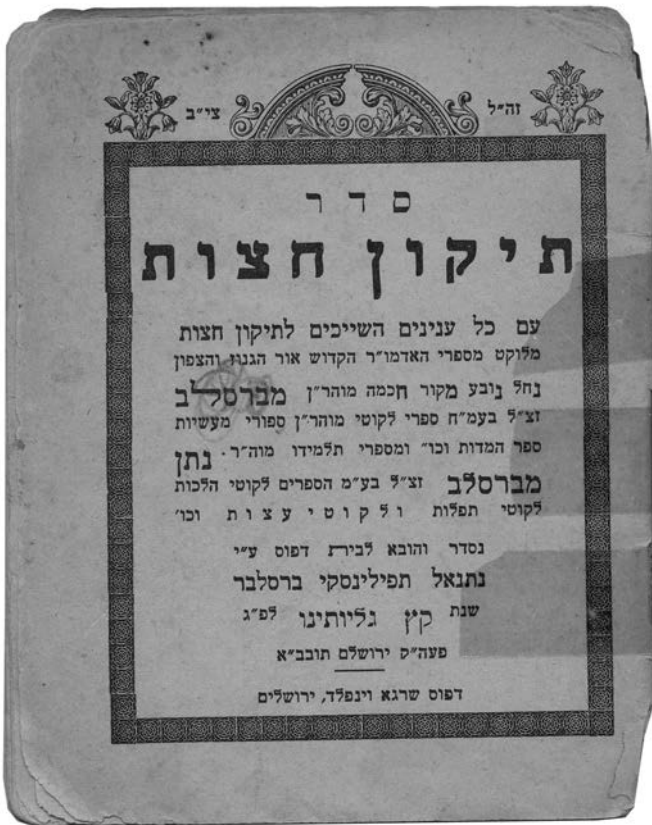 זה״ל צי״ב
סדר
תיקון חצות
עם כל ענינים השייכים לתיקון חצות
מלוקט מספרי האדמו״ר הקדוש אור הגנוז והצפון
נחל נובע מקור חכמה מוהר״ן מברסלב
זצ״ל בעמ״ח ספרי לקוטי מוהר״ן ספורי מעשיות
ספר המדות וכו״ ומספרי תלמידו מוה״ר נתן
מברסלב זצ״ל בע״מ הספרים לקוטי הלכות
לקוטי תפלות ולקוטי עצות וכו׳
נסדר והובא לבית דפוס ע״י
נתנאל תפילינסקי ברסלבר
שנת קץ גליותינו לפ״ג
פעה״ק ירושלם תובב״א
דפוס שרגא וינפלד, ירושלים